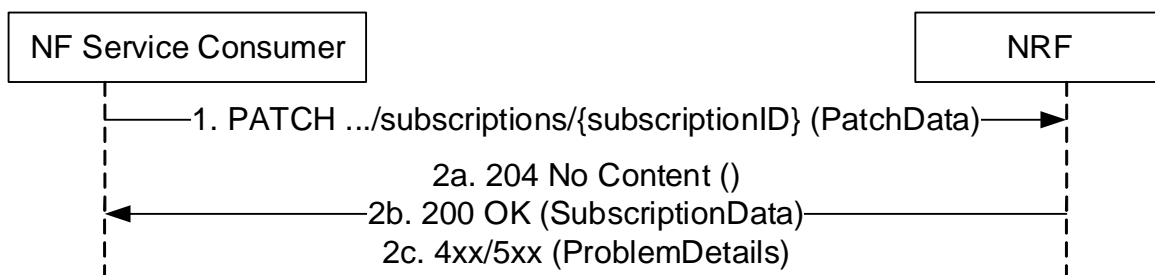 NF Service Consumer
NRF
1. PATCH .../subscriptions/{subscriptionID} (PatchData)
2a. 204 No Content ()
2b. 200 OK (SubscriptionData)
2c. 4xx/5xx (ProblemDetails)